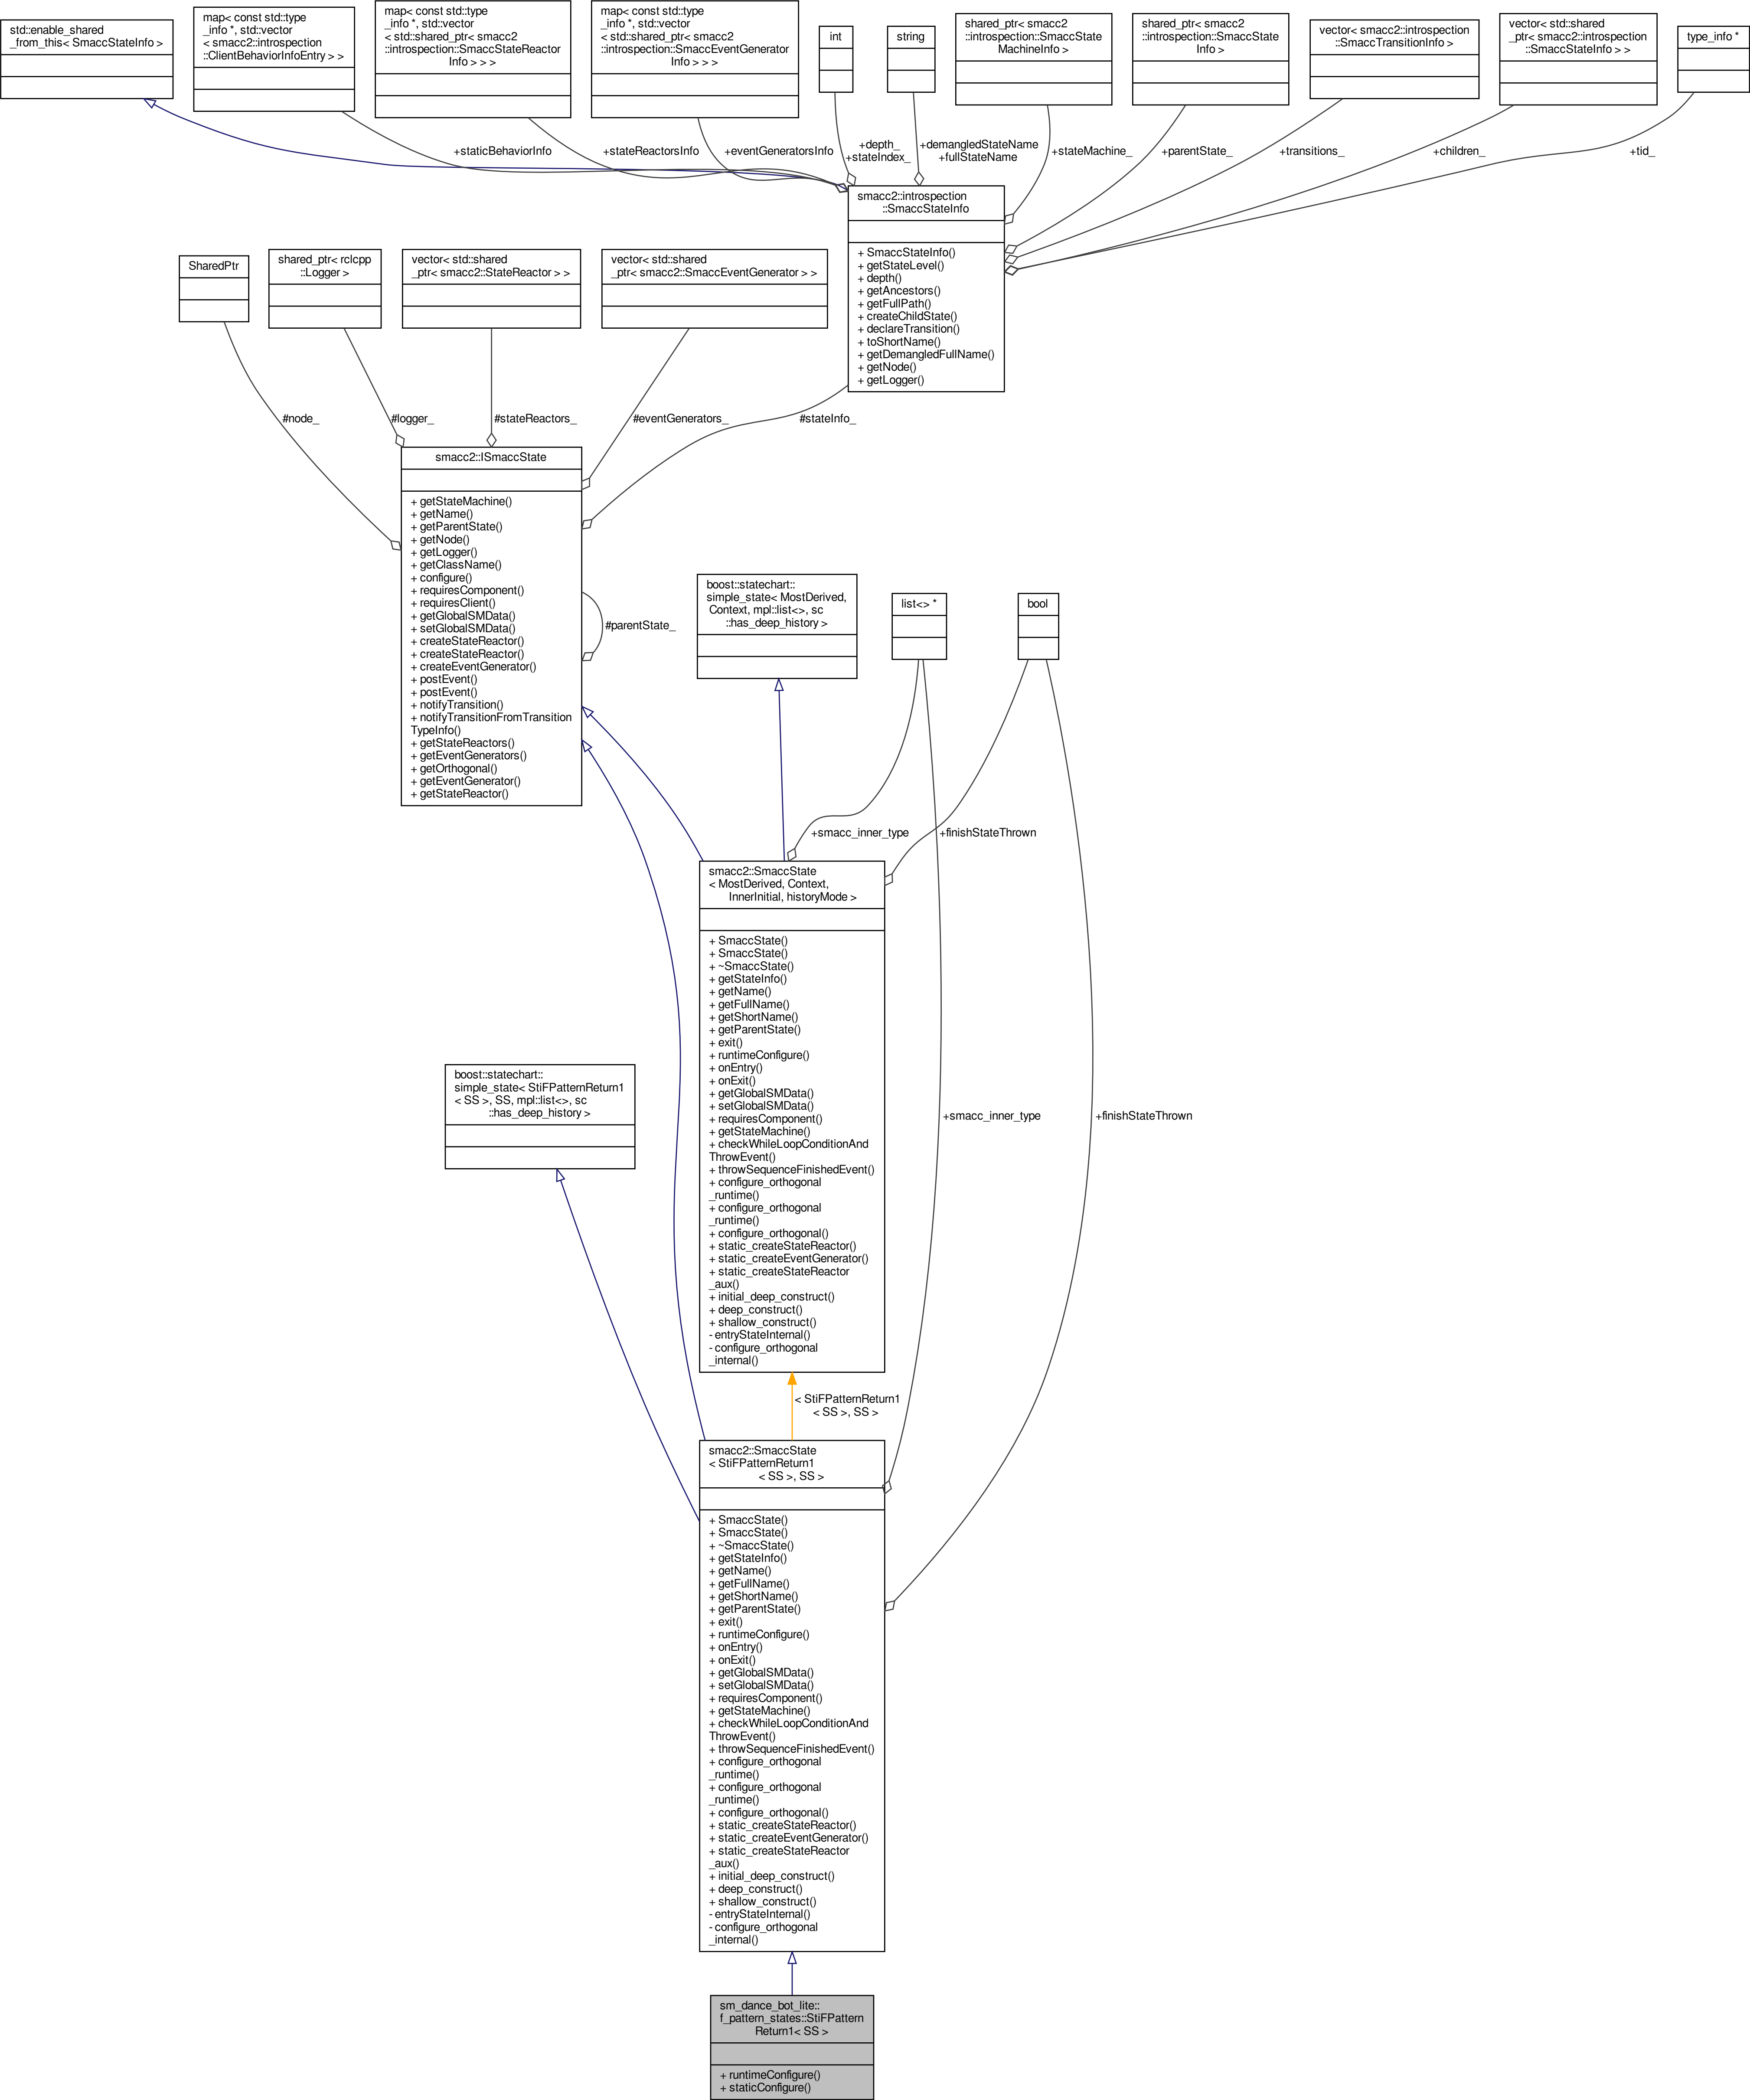 std::enable_shared
_from_this< SmaccStateInfo >
map< const std::type
_info *, std::vector
< smacc2::introspection
::ClientBehaviorInfoEntry > >
map< const std::type
_info *, std::vector
< std::shared_ptr< smacc2
::introspection::SmaccStateReactor
Info > > >
map< const std::type
_info *, std::vector
< std::shared_ptr< smacc2
::introspection::SmaccEventGenerator
Info > > >
int
string
shared_ptr< smacc2
::introspection::SmaccState
MachineInfo >
shared_ptr< smacc2
::introspection::SmaccState
Info >
vector< smacc2::introspection
::SmaccTransitionInfo >
vector< std::shared
_ptr< smacc2::introspection
::SmaccStateInfo > >
type_info *
+staticBehaviorInfo
+stateReactorsInfo
+eventGeneratorsInfo
+depth_
+stateIndex_
+demangledStateName
+fullStateName
+stateMachine_
+parentState_
+transitions_
+children_
+tid_
smacc2::introspection
::SmaccStateInfo
+ SmaccStateInfo()
+ getStateLevel()
+ depth()
+ getAncestors()
+ getFullPath()
+ createChildState()
+ declareTransition()
+ toShortName()
+ getDemangledFullName()
+ getNode()
+ getLogger()
SharedPtr
shared_ptr< rclcpp
::Logger >
vector< std::shared
_ptr< smacc2::StateReactor > >
vector< std::shared
_ptr< smacc2::SmaccEventGenerator > >
#node_
#logger_
#stateReactors_
#eventGenerators_
#stateInfo_
smacc2::ISmaccState
+ getStateMachine()
+ getName()
+ getParentState()
+ getNode()
+ getLogger()
+ getClassName()
+ configure()
+ requiresComponent()
+ requiresClient()
+ getGlobalSMData()
+ setGlobalSMData()
+ createStateReactor()
+ createStateReactor()
+ createEventGenerator()
+ postEvent()
+ postEvent()
+ notifyTransition()
+ notifyTransitionFromTransition
TypeInfo()
+ getStateReactors()
+ getEventGenerators()
+ getOrthogonal()
+ getEventGenerator()
+ getStateReactor()
#parentState_
boost::statechart::
simple_state< MostDerived,
Context, mpl::list<>, sc
::has_deep_history >
list<> *
bool
+smacc_inner_type
+finishStateThrown
smacc2::SmaccState
< MostDerived, Context,
InnerInitial, historyMode >
+ SmaccState()
+ SmaccState()
+ ~SmaccState()
+ getStateInfo()
+ getName()
+ getFullName()
+ getShortName()
+ getParentState()
+ exit()
+ runtimeConfigure()
+ onEntry()
+ onExit()
+ getGlobalSMData()
+ setGlobalSMData()
+ requiresComponent()
+ getStateMachine()
+ checkWhileLoopConditionAnd
ThrowEvent()
+ throwSequenceFinishedEvent()
+ configure_orthogonal
_runtime()
+ configure_orthogonal
_runtime()
+ configure_orthogonal()
+ static_createStateReactor()
+ static_createEventGenerator()
+ static_createStateReactor
_aux()
+ initial_deep_construct()
+ deep_construct()
+ shallow_construct()
- entryStateInternal()
- configure_orthogonal
_internal()
boost::statechart::
simple_state< StiFPatternReturn1
< SS >, SS, mpl::list<>, sc
::has_deep_history >
+smacc_inner_type
+finishStateThrown
< StiFPatternReturn1
< SS >, SS >
smacc2::SmaccState
< StiFPatternReturn1
< SS >, SS >
+ SmaccState()
+ SmaccState()
+ ~SmaccState()
+ getStateInfo()
+ getName()
+ getFullName()
+ getShortName()
+ getParentState()
+ exit()
+ runtimeConfigure()
+ onEntry()
+ onExit()
+ getGlobalSMData()
+ setGlobalSMData()
+ requiresComponent()
+ getStateMachine()
+ checkWhileLoopConditionAnd
ThrowEvent()
+ throwSequenceFinishedEvent()
+ configure_orthogonal
_runtime()
+ configure_orthogonal
_runtime()
+ configure_orthogonal()
+ static_createStateReactor()
+ static_createEventGenerator()
+ static_createStateReactor
_aux()
+ initial_deep_construct()
+ deep_construct()
+ shallow_construct()
- entryStateInternal()
- configure_orthogonal
_internal()
sm_dance_bot_lite::
f_pattern_states::StiFPattern
Return1< SS >
+ runtimeConfigure()
+ staticConfigure()